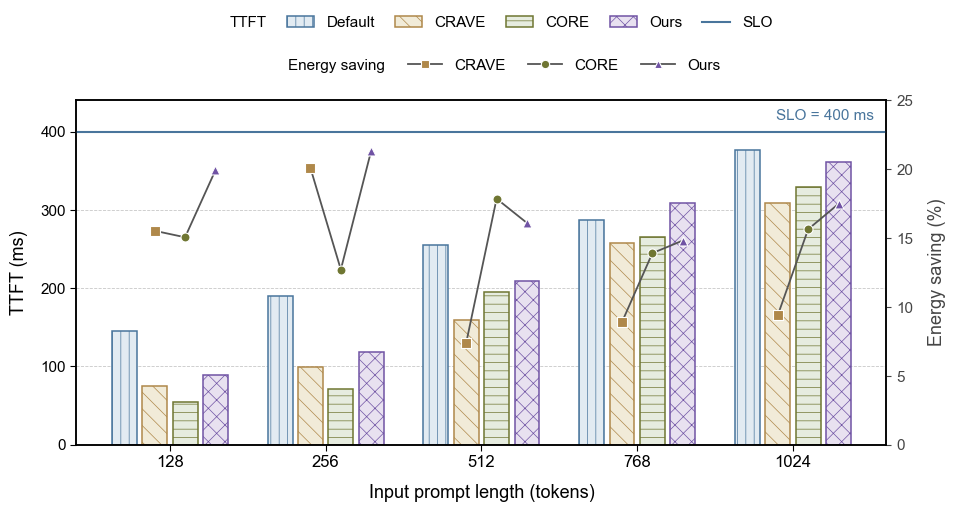 TTFT Default CRAVE CORE Ours SLO
Energy saving CRAVE CORE Ours
SLO = 400 ms
TTFT (ms)
400
300
200
100
0
25
20
15
10
5
0
Energy saving (%)
128 256 512 768 1024
Input prompt length (tokens)